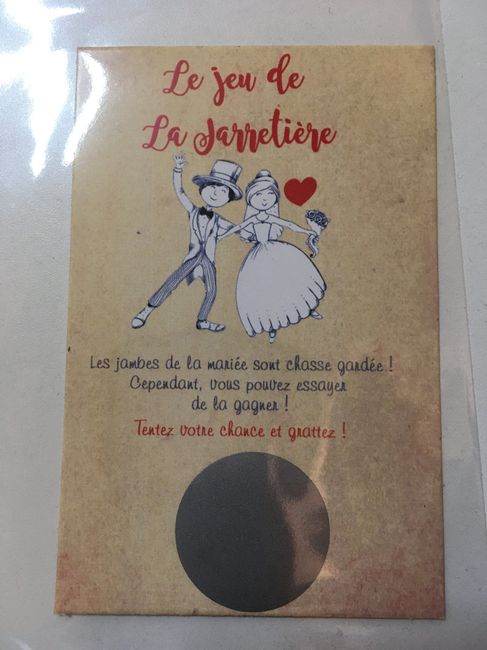 Le jeu de
La Jarretière
Les jambes de la mariée sont chasse gardée !
Cependant, vous pouvez essayer
de la gagner !
Tentez votre chance et grattez !